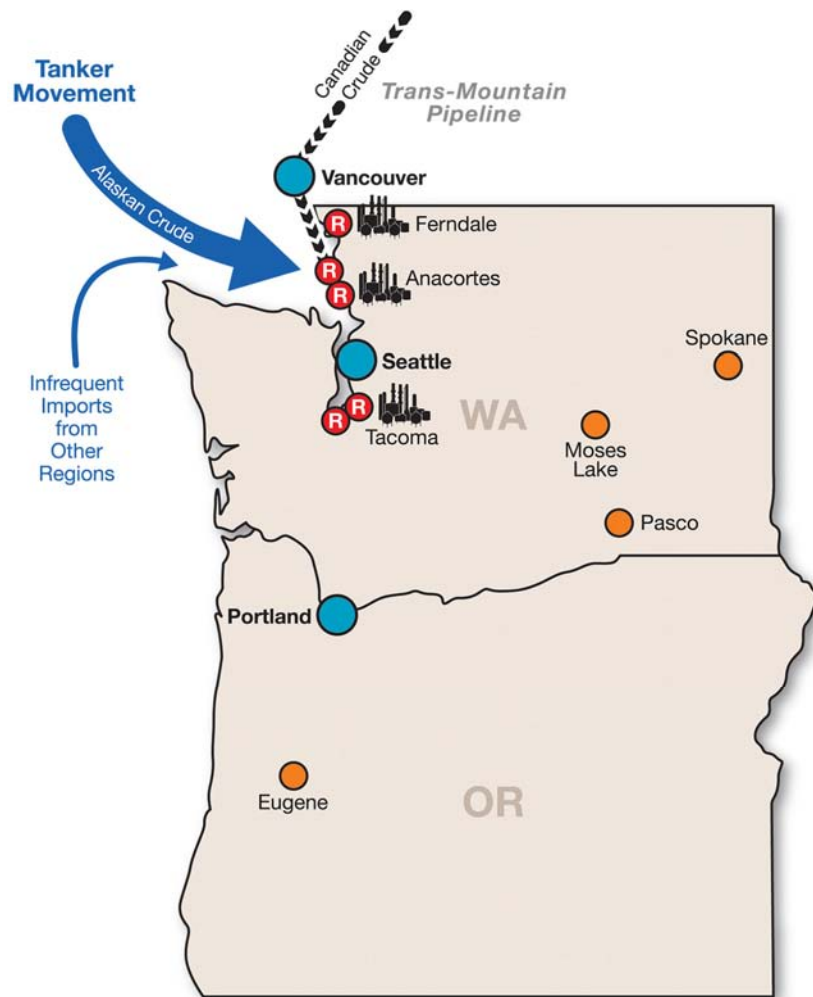 Canadian
Crude
Trans-Mountain
Pipeline
Tanker
Movement
Alaskan Crude
Vancouver
R
Ferndale
R
R
Anacortes
Infrequent
Imports
from
Other
Regions
Seattle
Spokane
R
R
Tacoma
WA
Moses
Lake
Pasco
Portland
Eugene
OR